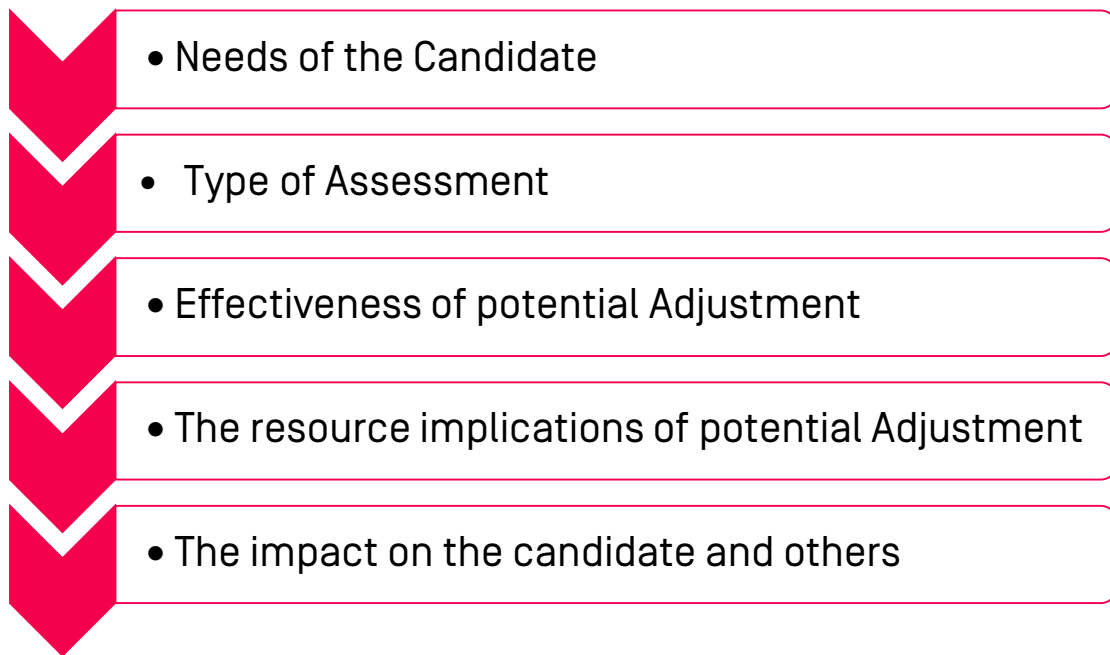 • Needs of the Candidate
• Type of Assessment
• Effectiveness of potential Adjustment
• The resource implications of potential Adjustment
• The impact on the candidate and others